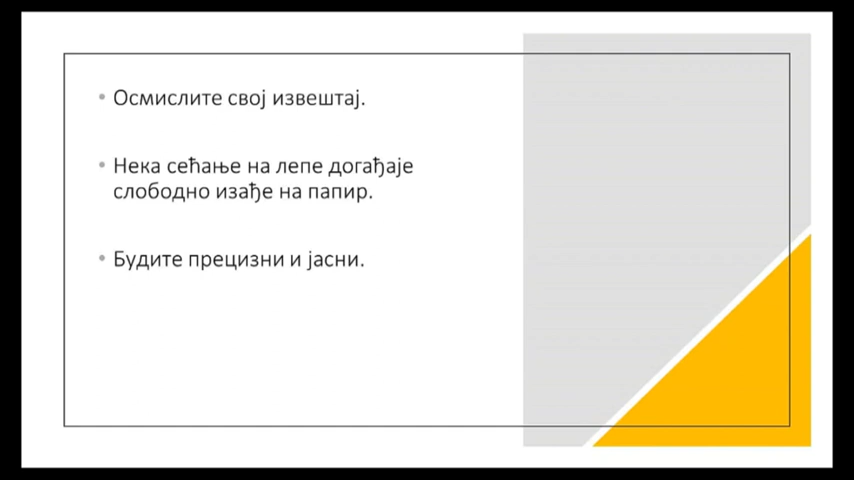 • Осмислите свој извештај.
• Нека сећање на лепе догађаје
слободно изађе на папир.
• Будите прецизни и јасни.